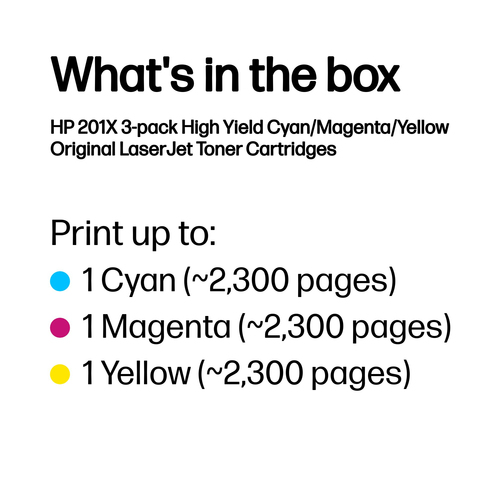 What's in the box
HP 201X 3-pack High Yield Cyan/Magenta/Yellow
Original LaserJet Toner Cartridges
Print up to:
1 Cyan (~2,300 pages)
1 Magenta (~2,300 pages)
1 Yellow (~2,300 pages)